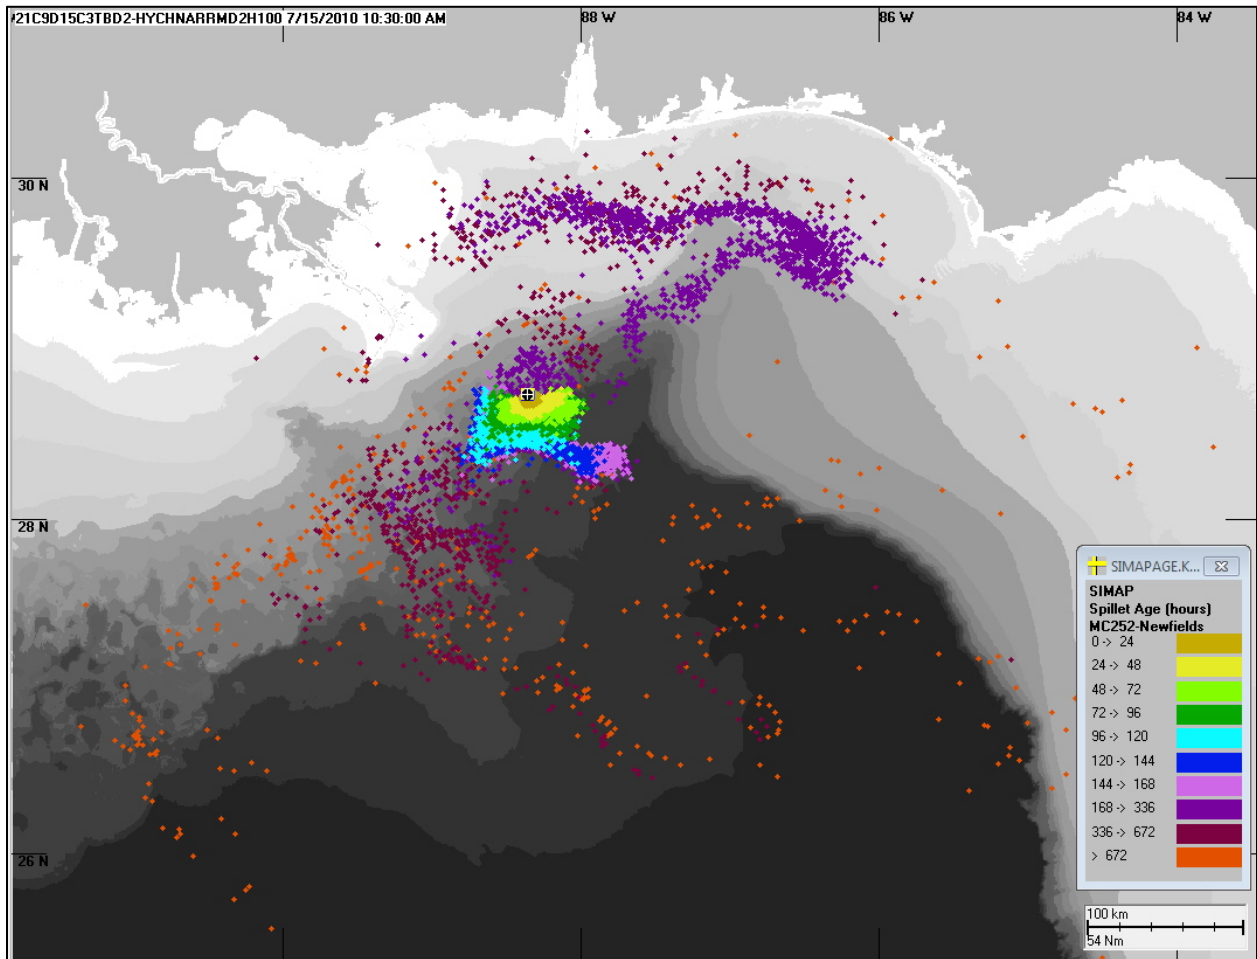 /21C9D15C3TBD2-HYCHNARRMD2H100 7/15/2010 10:30:00 AM
88 W
86 W
84 W
30 N
28 N
26 N
SIMAPAGE.K...
SIMAP
Spillet Age (hours)
MC252-Newfields
0 -> 24
24 -> 48
48 -> 72
72 -> 96
96 -> 120
120 -> 144
144 -> 168
168 -> 336
336 -> 672
> 672
100 km
54 Nm